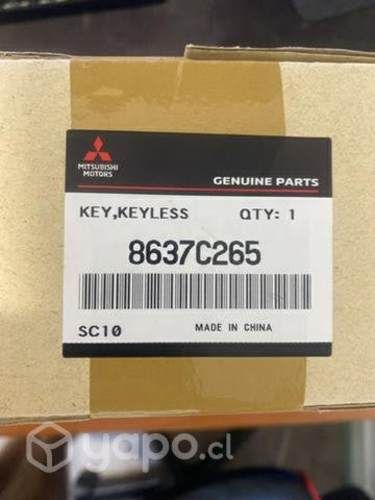 MITSUBISHI
MOTORS
GENUINE PARTS
KEY,KEYLESS QTY: 1
8637C265
SC10 MADE IN CHINA
yapo.cl